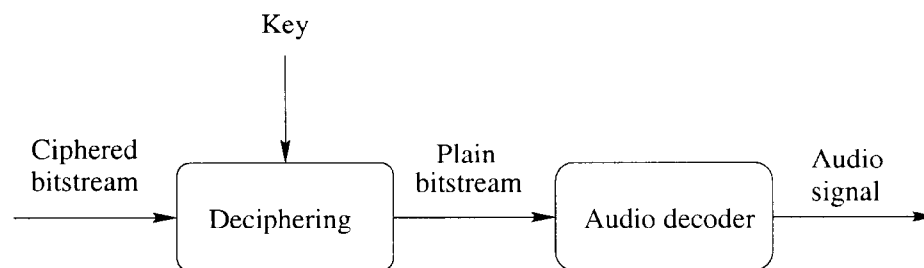 Key
Ciphered
bitstream
Deciphering
Plain
bitstream
Audio decoder
Audio
signal